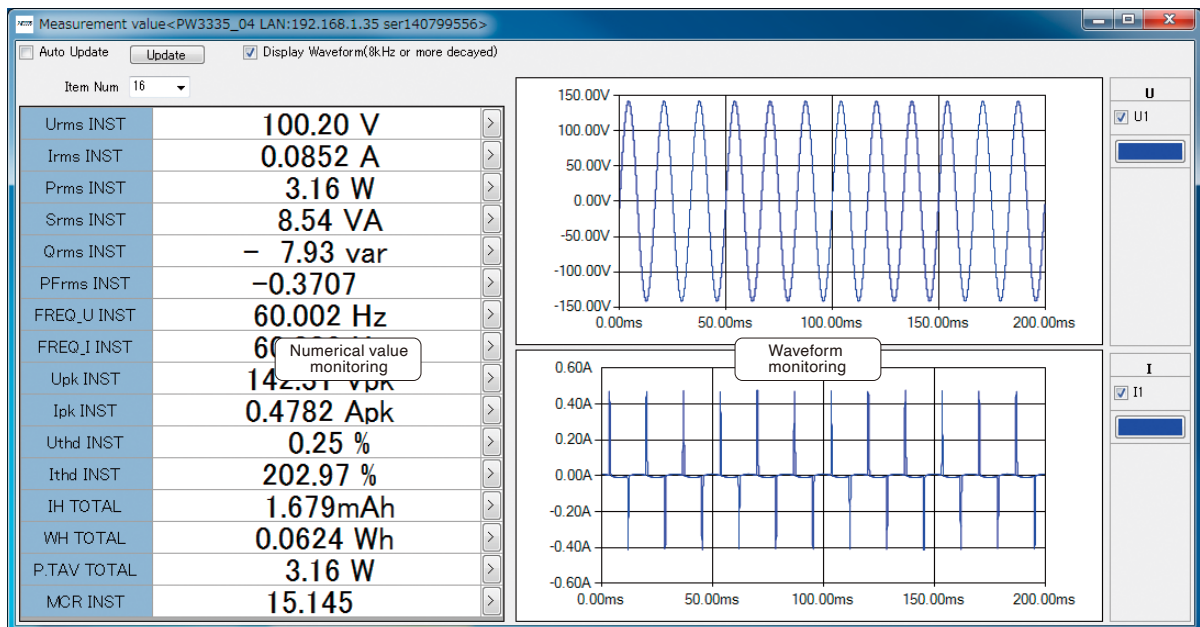 Measurement value<PW3335_04 LAN:192.168.1.35 ser140799556>
Auto Update Update Display Waveform(8kHz or more decayed)
Item Num 16
Urms INST 100.20 V >
Irms INST 0.0852 A >
Prms INST 3.16 W >
Srms INST 8.54 VA >
Qrms INST - 7.93 var >
PFrms INST -0.3707 >
FREQ_U INST 60.002 Hz >
FREQ_I INST >
Upk INST Vpk >
Ipk INST 0.4782 Apk >
Uthd INST 0.25 % >
Ithd INST 202.97 % >
IH TOTAL 1.679mAh >
WH TOTAL 0.0624 Wh >
P.TAV TOTAL 3.16 W >
MCR INST 15.145 >
Numerical value
monitoring
150.00V
100.00V
50.00V
0.00V
-50.00V
-100.00V
-150.00V
0.00ms 50.00ms 100.00ms 150.00ms 200.00ms
U
U1
Waveform
monitoring
0.60A
0.40A
0.20A
0.00A
-0.20A
-0.40A
-0.60A
0.00ms 50.00ms 100.00ms 150.00ms 200.00ms
I
I1